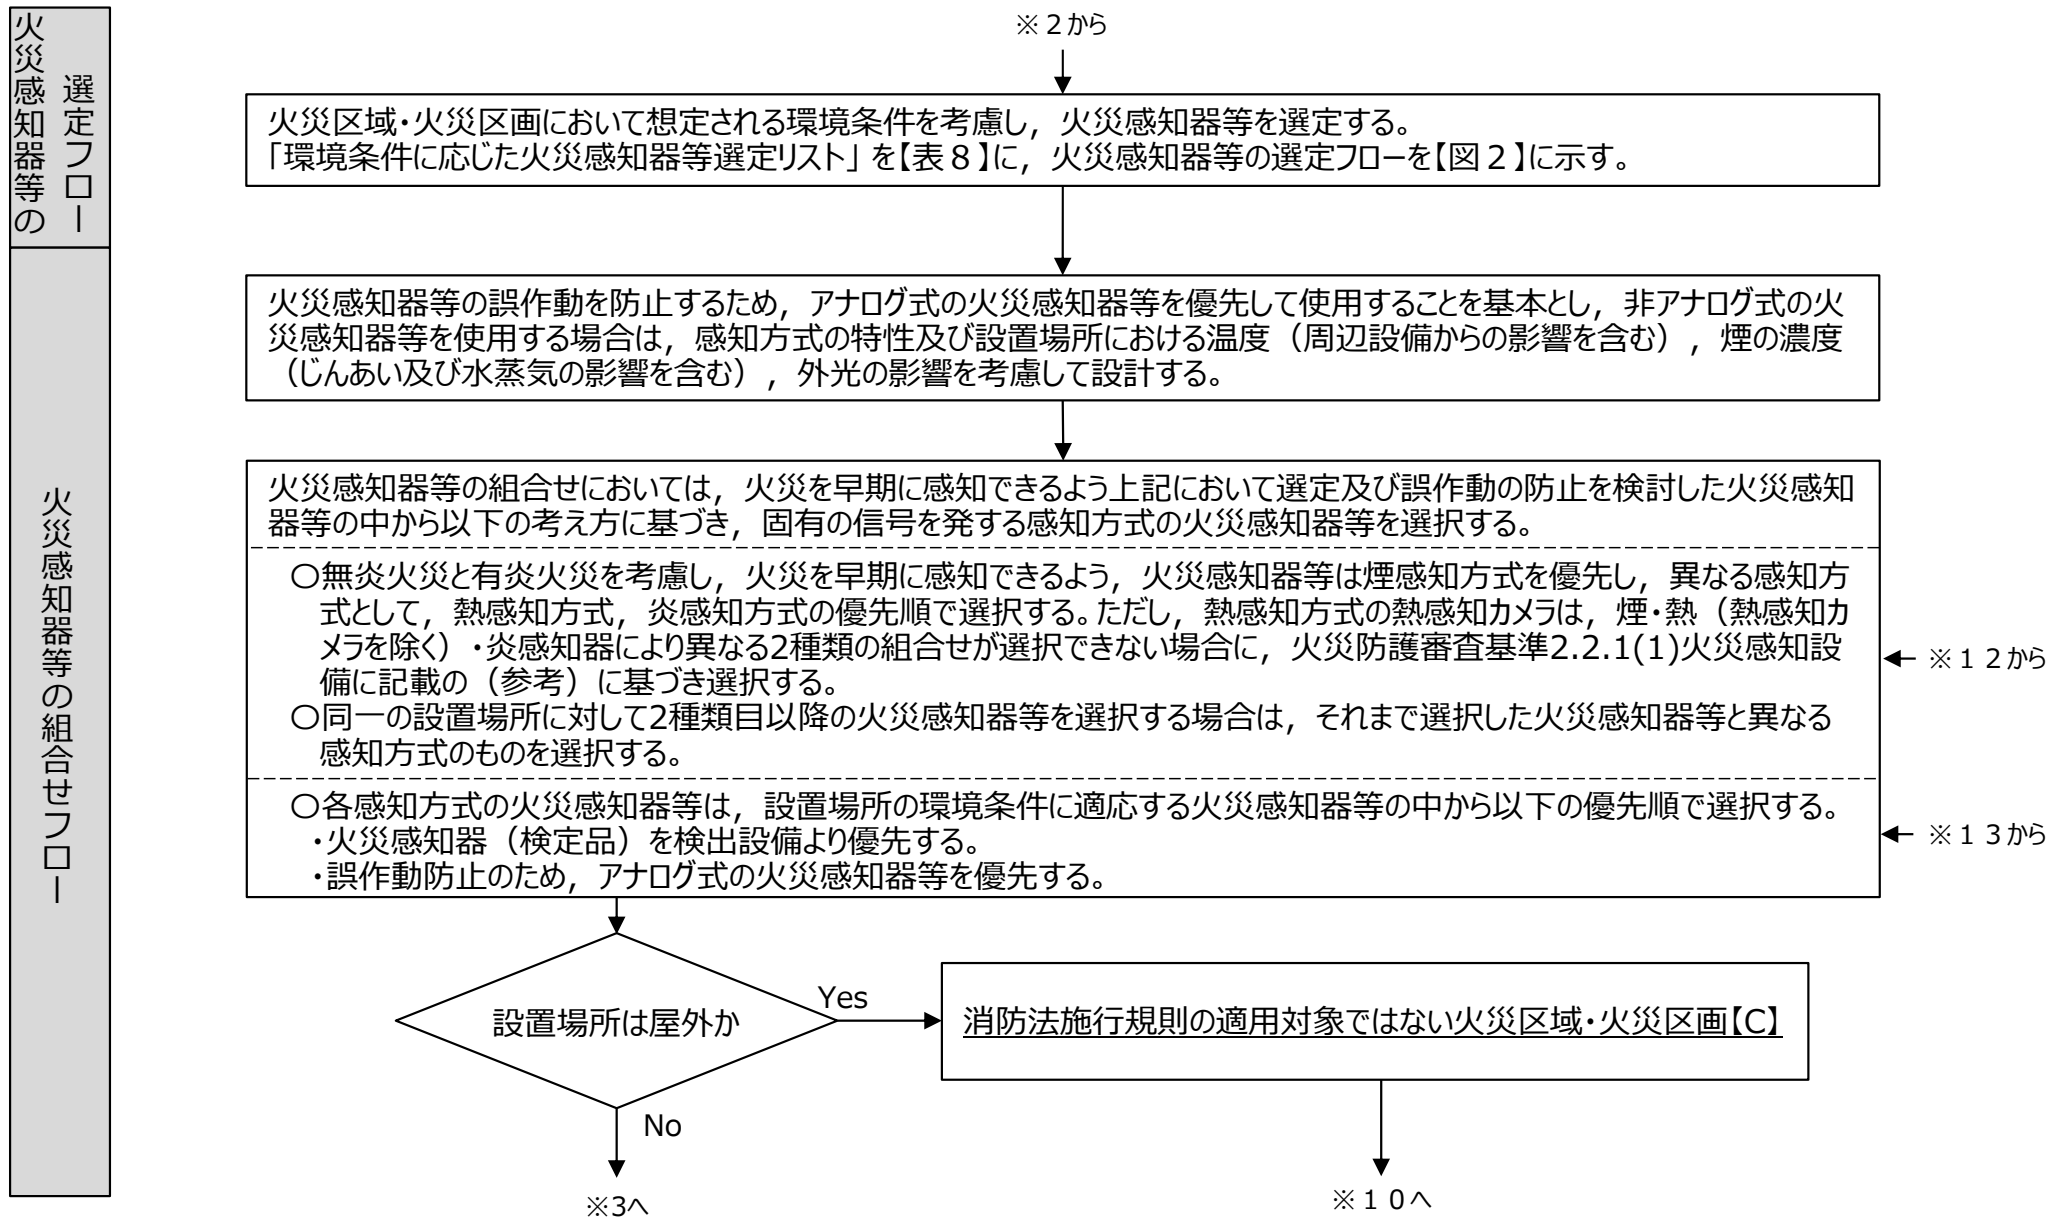 火災感知器等の
選定フロー
※２から
火災区域・火災区画において想定される環境条件を考慮し，火災感知器等を選定する。
「環境条件に応じた火災感知器等選定リスト」を【表８】に，火災感知器等の選定フローを【図２】に示す。
火災感知器等の誤作動を防止するため，アナログ式の火災感知器等を優先して使用することを基本とし，非アナログ式の火
災感知器等を使用する場合は，感知方式の特性及び設置場所における温度（周辺設備からの影響を含む），煙の濃度
（じんあい及び水蒸気の影響を含む），外光の影響を考慮して設計する。
火災感知器等の組合せフロー
火災感知器等の組合せにおいては，火災を早期に感知できるよう上記において選定及び誤作動の防止を検討した火災感知
器等の中から以下の考え方に基づき，固有の信号を発する感知方式の火災感知器等を選択する。
〇無炎火災と有炎火災を考慮し，火災を早期に感知できるよう，火災感知器等は煙感知方式を優先し，異なる感知方
式として，熱感知方式，炎感知方式の優先順で選択する。ただし，熱感知方式の熱感知カメラは，煙・熱（熱感知カ
メラを除く）・炎感知器により異なる2種類の組合せが選択できない場合に，火災防護審査基準2.2.1(1)火災感知設
備に記載の（参考）に基づき選択する。
※１２から
〇同一の設置場所に対して2種類目以降の火災感知器等を選択する場合は，それまで選択した火災感知器等と異なる
感知方式のものを選択する。
〇各感知方式の火災感知器等は，設置場所の環境条件に適応する火災感知器等の中から以下の優先順で選択する。
・火災感知器（検定品）を検出設備より優先する。
・誤作動防止のため，アナログ式の火災感知器等を優先する。
※１３から
設置場所は屋外か
Yes
消防法施行規則の適用対象ではない火災区域・火災区画【C】
No
※3へ
※１０へ